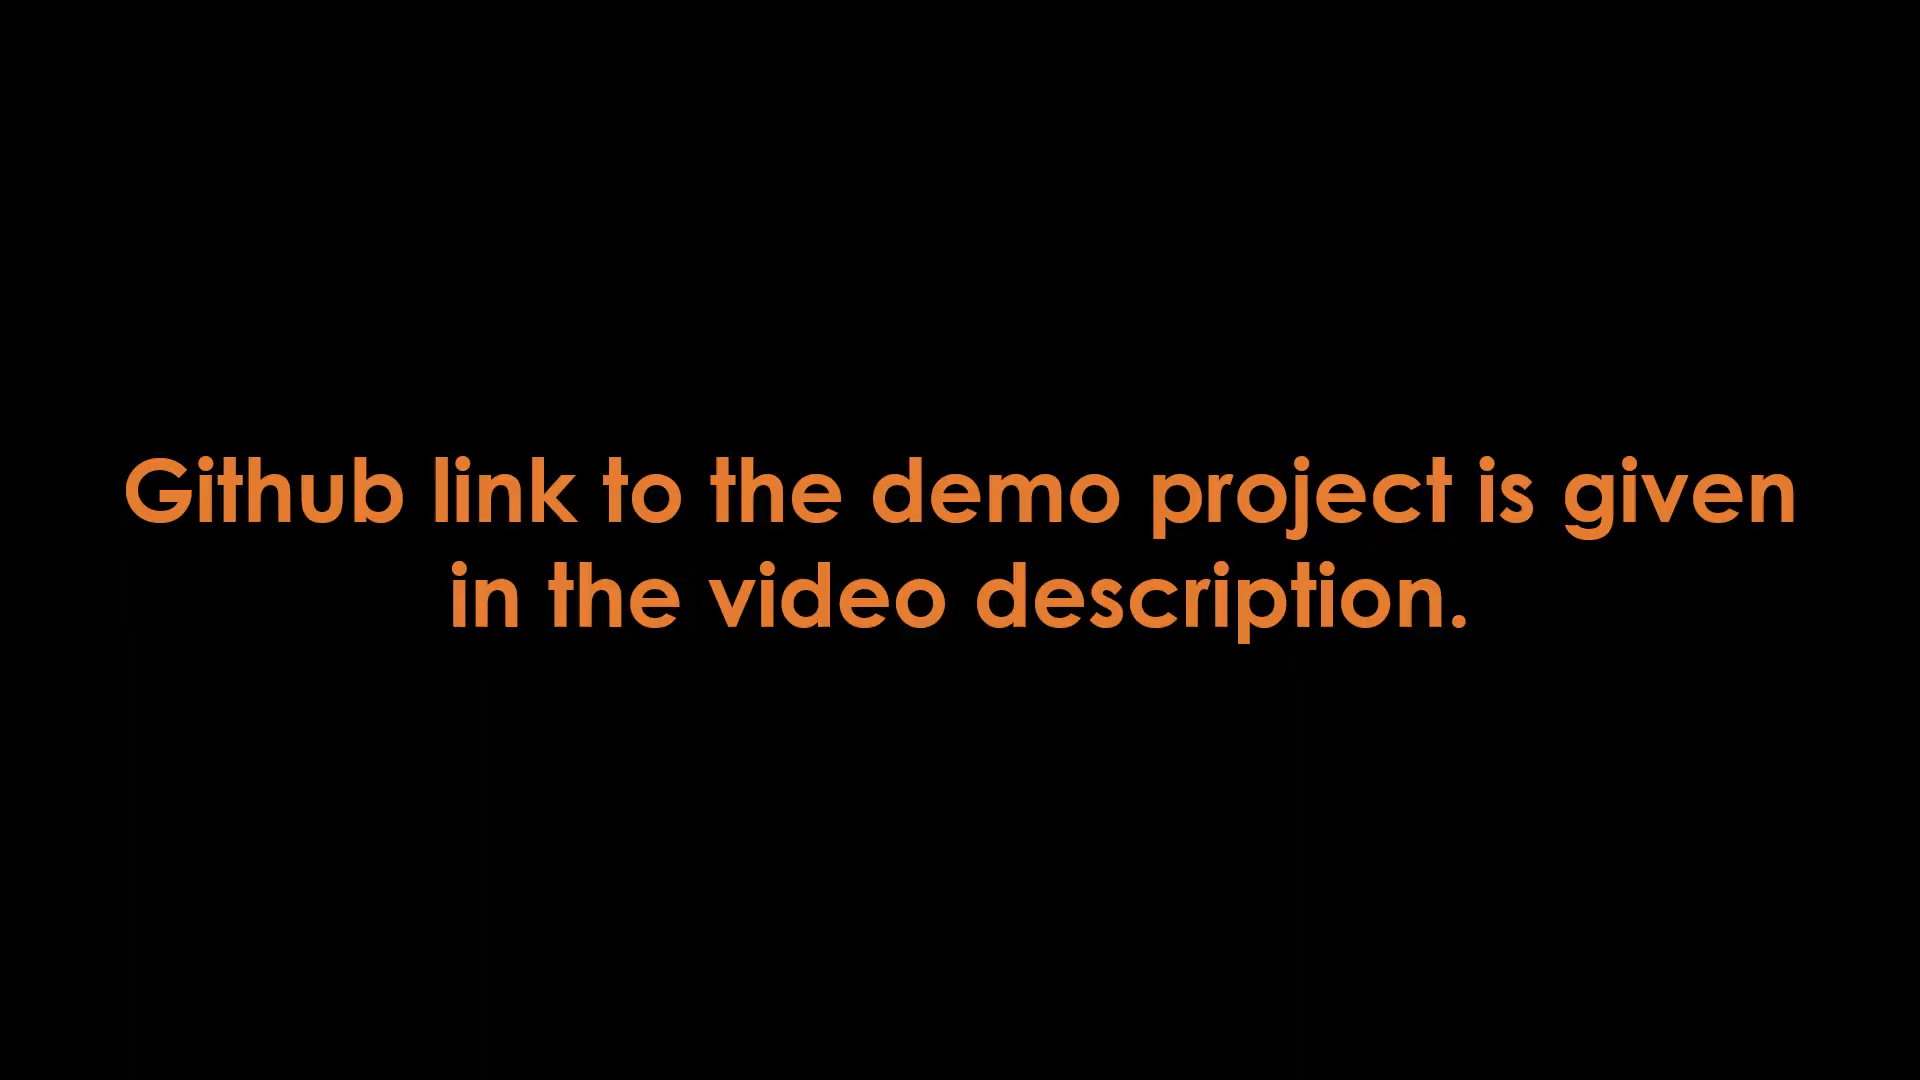 Github link to the demo project is given
in the video description.